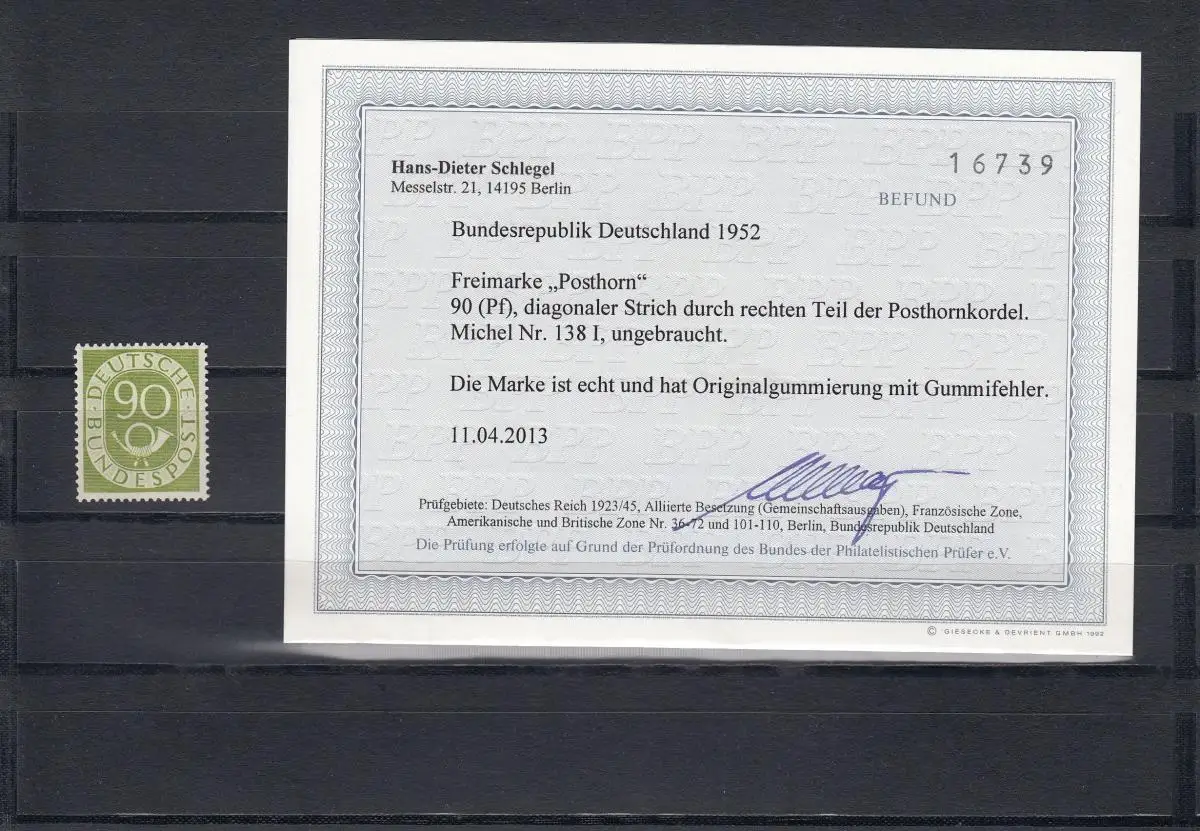 16739
Hans-Dieter Schlegel
Messelstr. 21, 14195 Berlin
BEFUND
Bundesrepublik Deutschland 1952
Freimarke „Posthorn“
90 (Pf), diagonaler Strich durch rechten Teil der Posthornkordel.
Michel Nr. 138 I, ungebraucht.
Die Marke ist echt und hat Originalgummierung mit Gummifehler.
11.04.2013
Prüfgebiete: Deutsches Reich 1923/45, Alliierte Besetzung (Gemeinschaftsausgaben), Französische Zone,
Amerikanische und Britische Zone Nr. 36-72 und 101-110, Berlin, Bundesrepublik Deutschland
Die Prüfung erfolgte auf Grund der Prüfordnung des Bundes der Philatelistischen Prüfer e.V.
© GIESECKE & DEVRIENT GMBH 1992
DEUTSCHE
90
BUNDESPOST